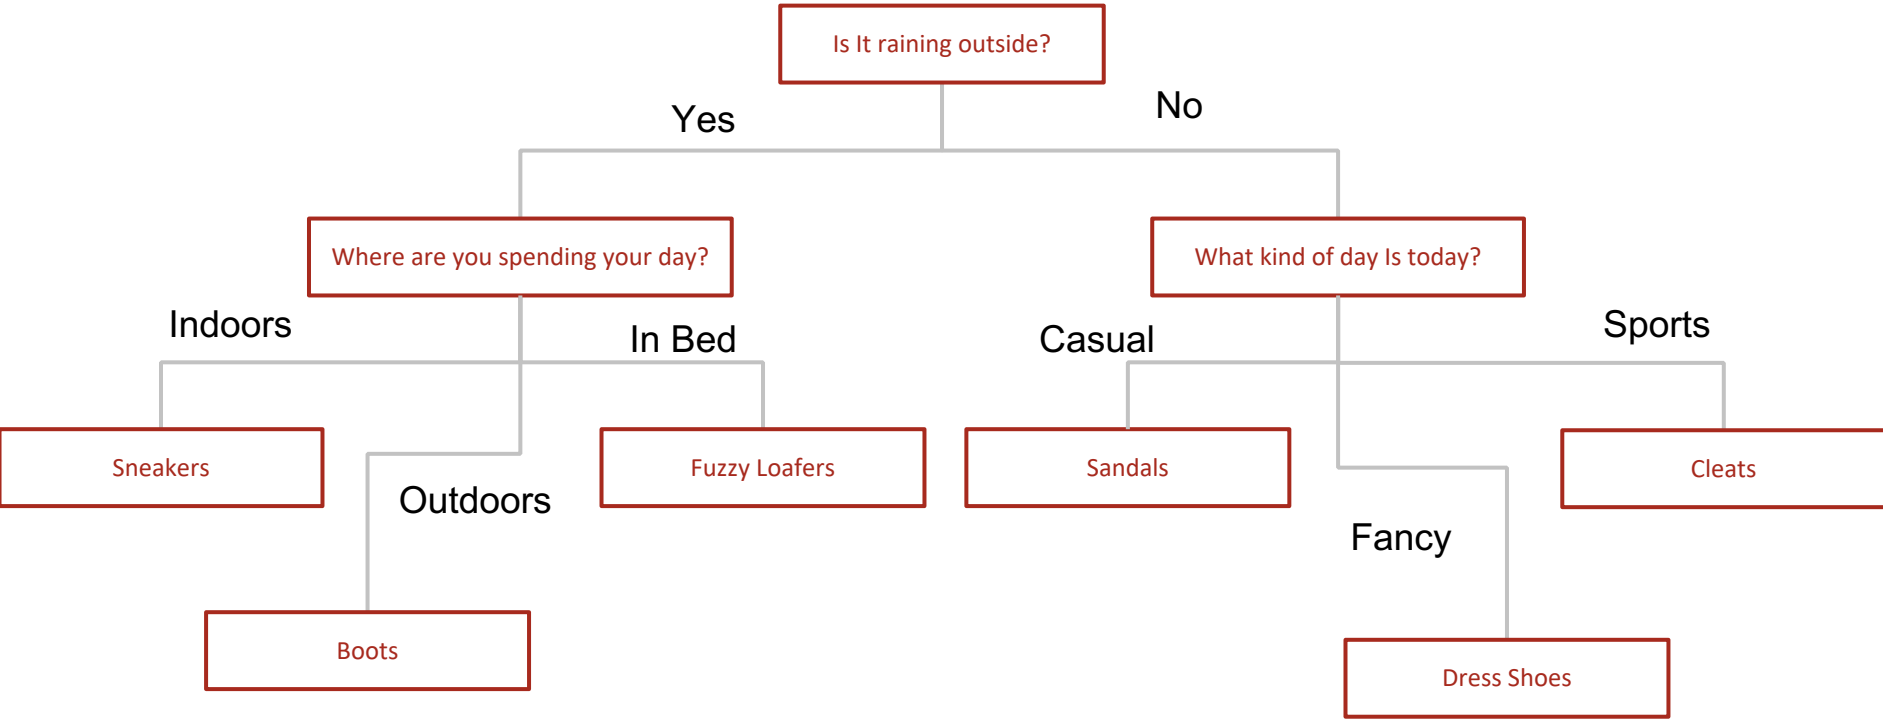 Is It raining outside?
Yes
No
Where are you spending your day?
What kind of day Is today?
Indoors
In Bed
Casual
Sports
Sneakers
Fuzzy Loafers
Sandals
Cleats
Outdoors
Fancy
Boots
Dress Shoes